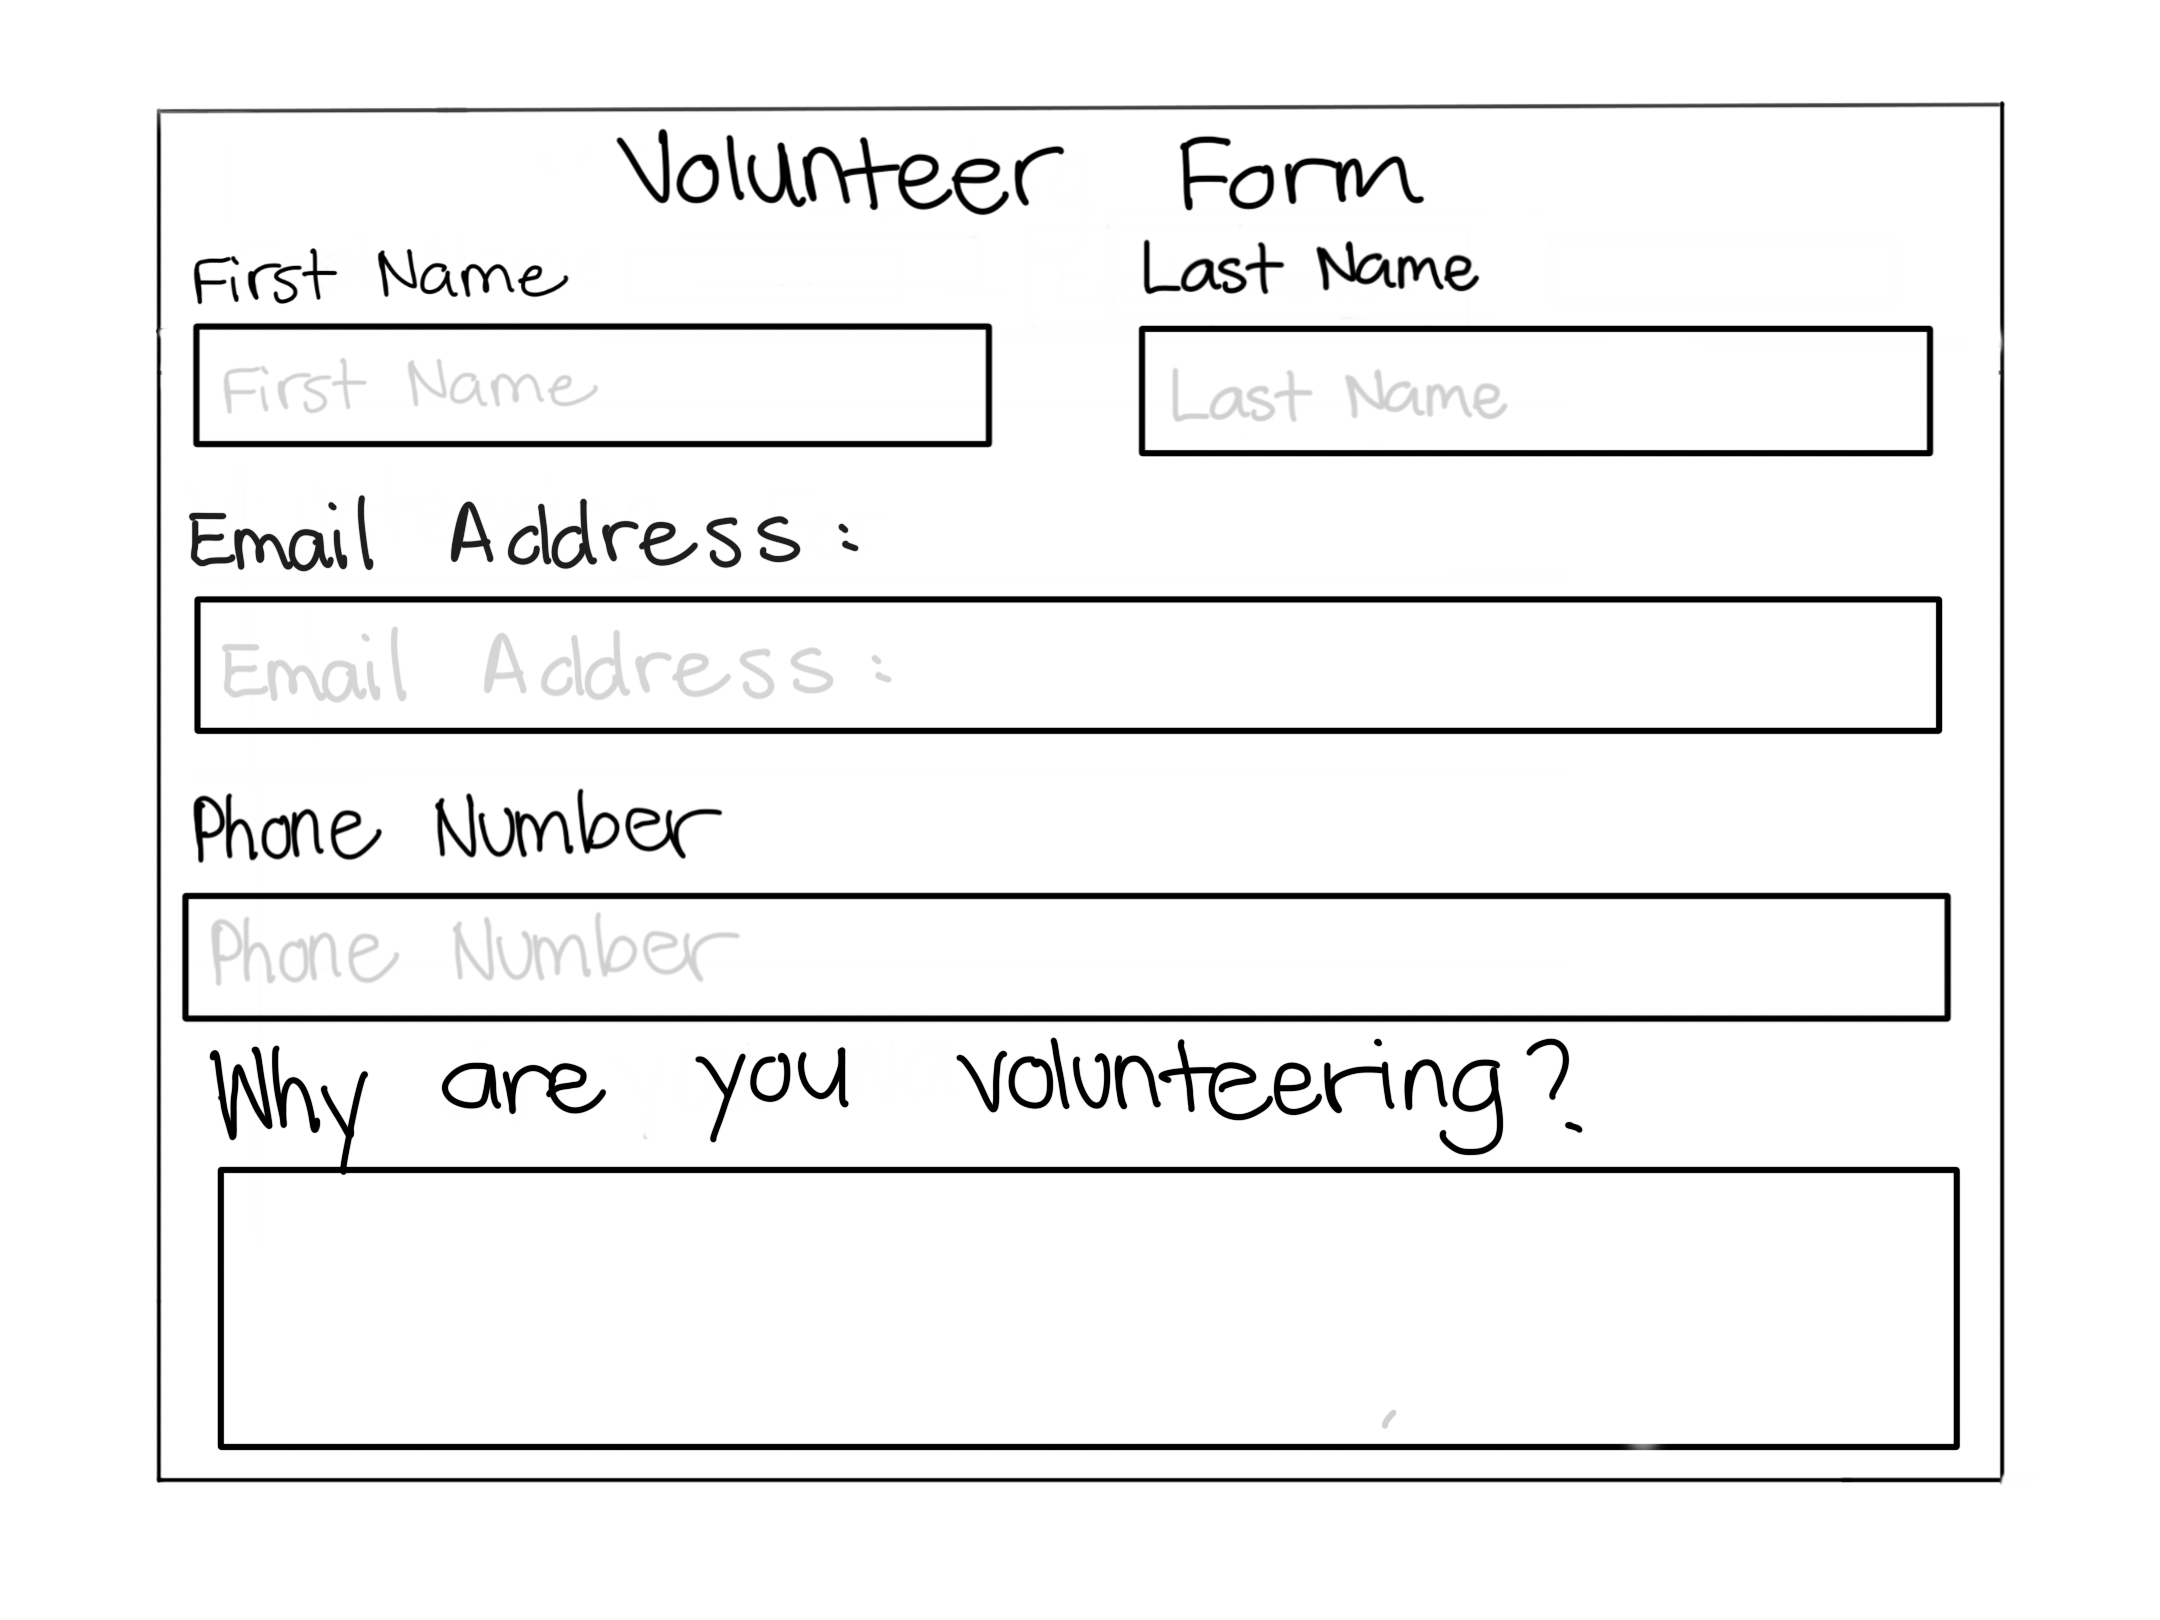 Volunteer Form
First Name
Last Name
First Name
Last Name
Email Address:
Email Address:
Phone Number
Phone Number
Why are you volunteering?